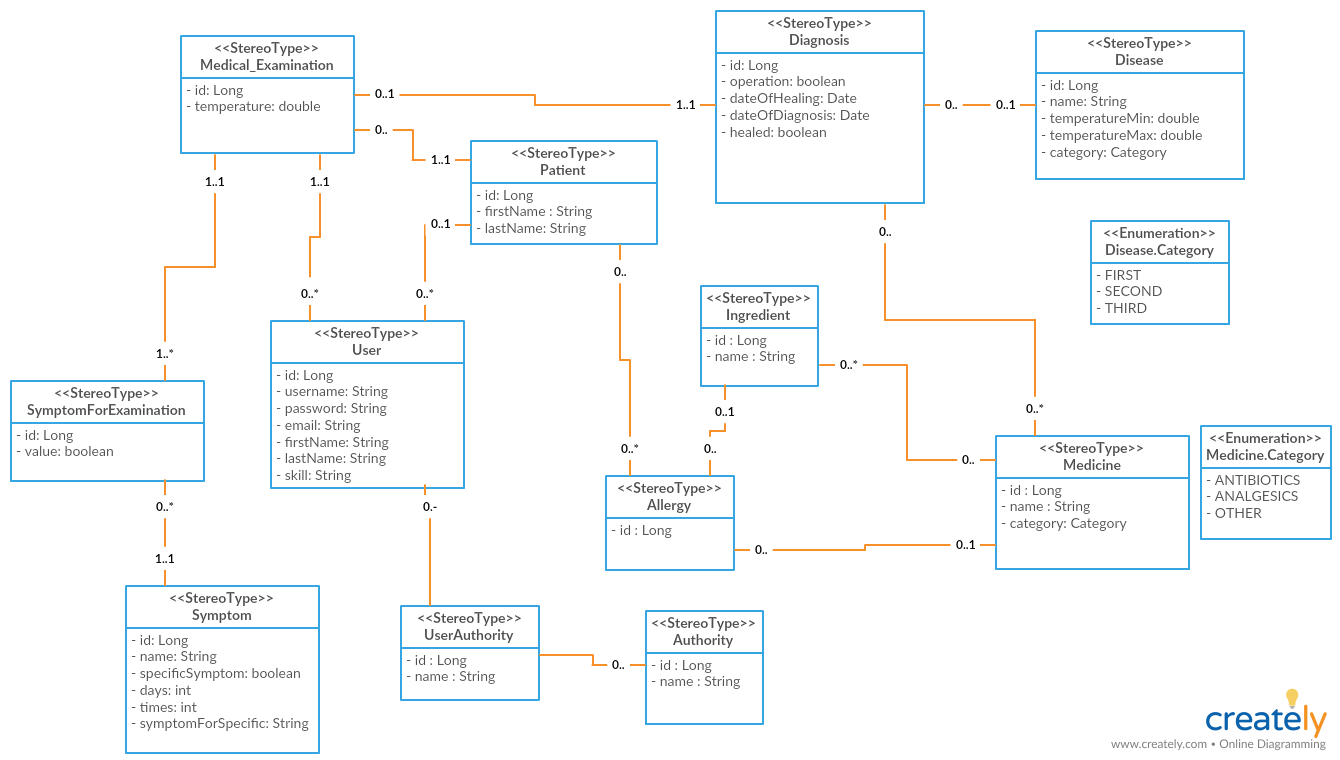 <<StereoType>>
Medical_Examination
- id: Long
- temperature: double
<<StereoType>>
Diagnosis
- id: Long
- operation: boolean
- dateOfHealing: Date
- dateOfDiagnosis: Date
- healed: boolean
<<StereoType>>
Disease
- id: Long
- name: String
- temperatureMin: double
- temperatureMax: double
- category: Category
0..1
1..1
0..
0..1
0..
1..1
<<StereoType>>
Patient
- id: Long
- firstName : String
- lastName: String
1..1
1..1
0..1
0..
<<Enumeration>>
Disease.Category
- FIRST
- SECOND
- THIRD
0..
0..*
0..*
<<StereoType>>
Ingredient
- id : Long
- name : String
<<StereoType>>
User
- id: Long
- username: String
- password: String
- email: String
- firstName: String
- lastName: String
- skill: String
1..*
0..*
<<StereoType>>
SymptomForExamination
- id: Long
- value: boolean
0..1
0..*
0..*
0..
0..
<<StereoType>>
Medicine
- id : Long
- name : String
- category: Category
<<Enumeration>>
Medicine.Category
- ANTIBIOTICS
- ANALGESICS
- OTHER
<<StereoType>>
Allergy
- id : Long
0..*
0.-
0..
0..1
1..1
<<StereoType>>
Symptom
- id: Long
- name: String
- specificSymptom: boolean
- days: int
- times: int
- symptomForSpecific: String
<<StereoType>>
UserAuthority
- id : Long
- name : String
0..
<<StereoType>>
Authority
- id : Long
- name : String
creately
www.creately.com • Online Diagramming